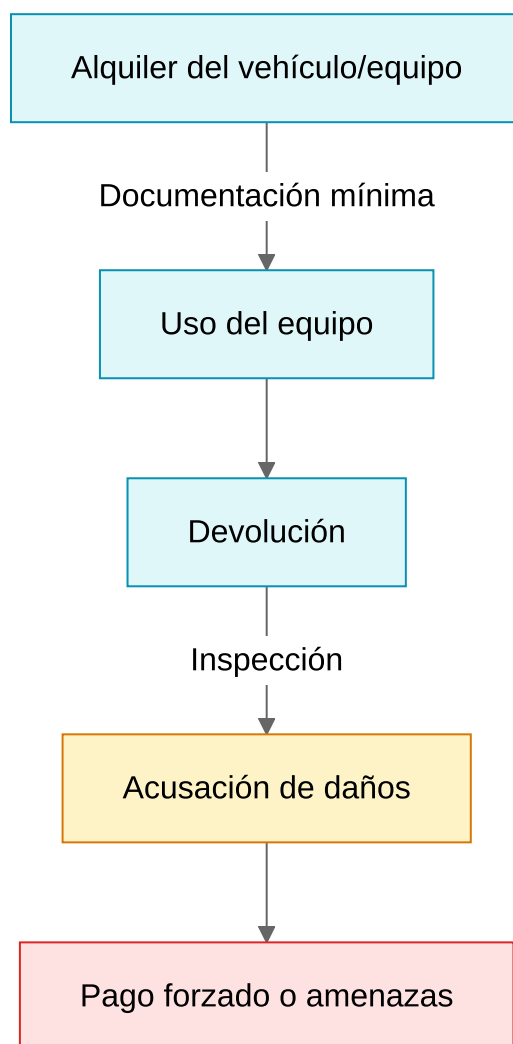 Alquiler del vehículo/equipo
Documentación mínima
Uso del equipo
Devolución
Inspección
Acusación de daños
Pago forzado o amenazas